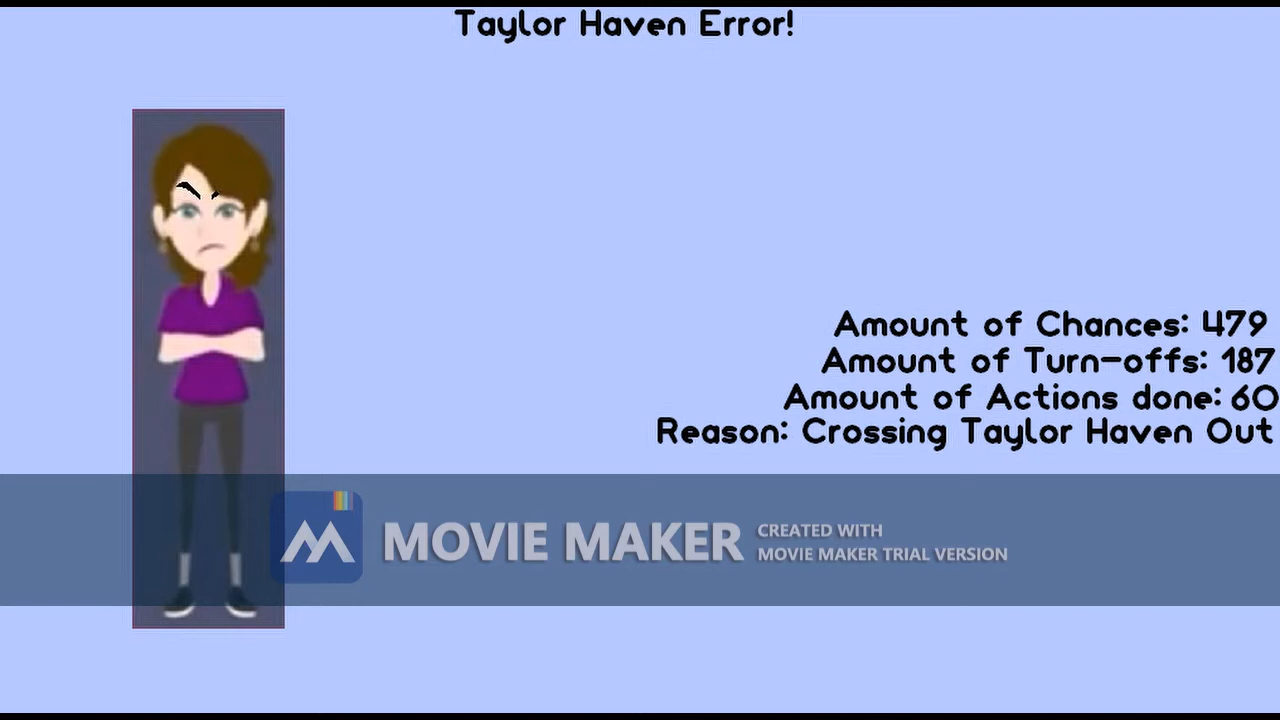 Taylor Haven Error!
Amount of Chances: 479
Amount of Turn-offs: 187
Amount of Actions done: 60
Reason: Crossing Taylor Haven Out
MOVIE MAKER
CREATED WITH
MOVIE MAKER TRIAL VERSION